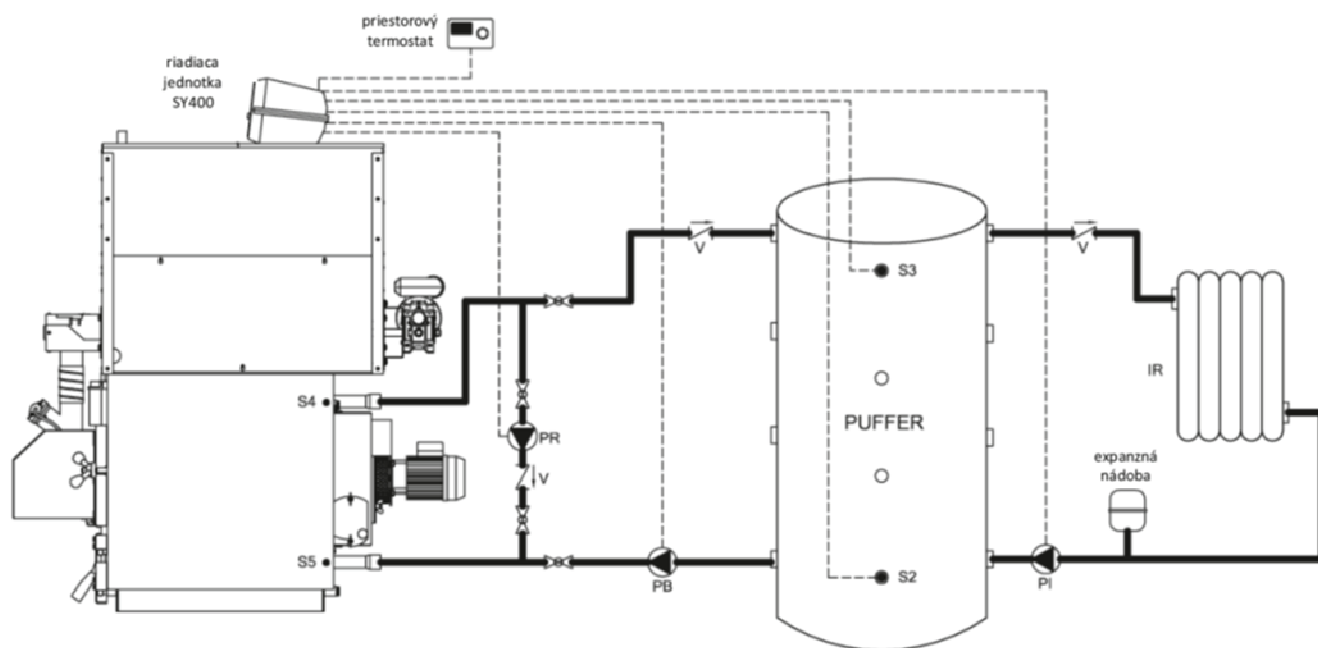 priestorový
termostat
riadiaca
jednotka
SY400
V
V
S3
IR
S4
PUFFER
PR
V
expanzná
nádoba
S5
PB
S2
PI